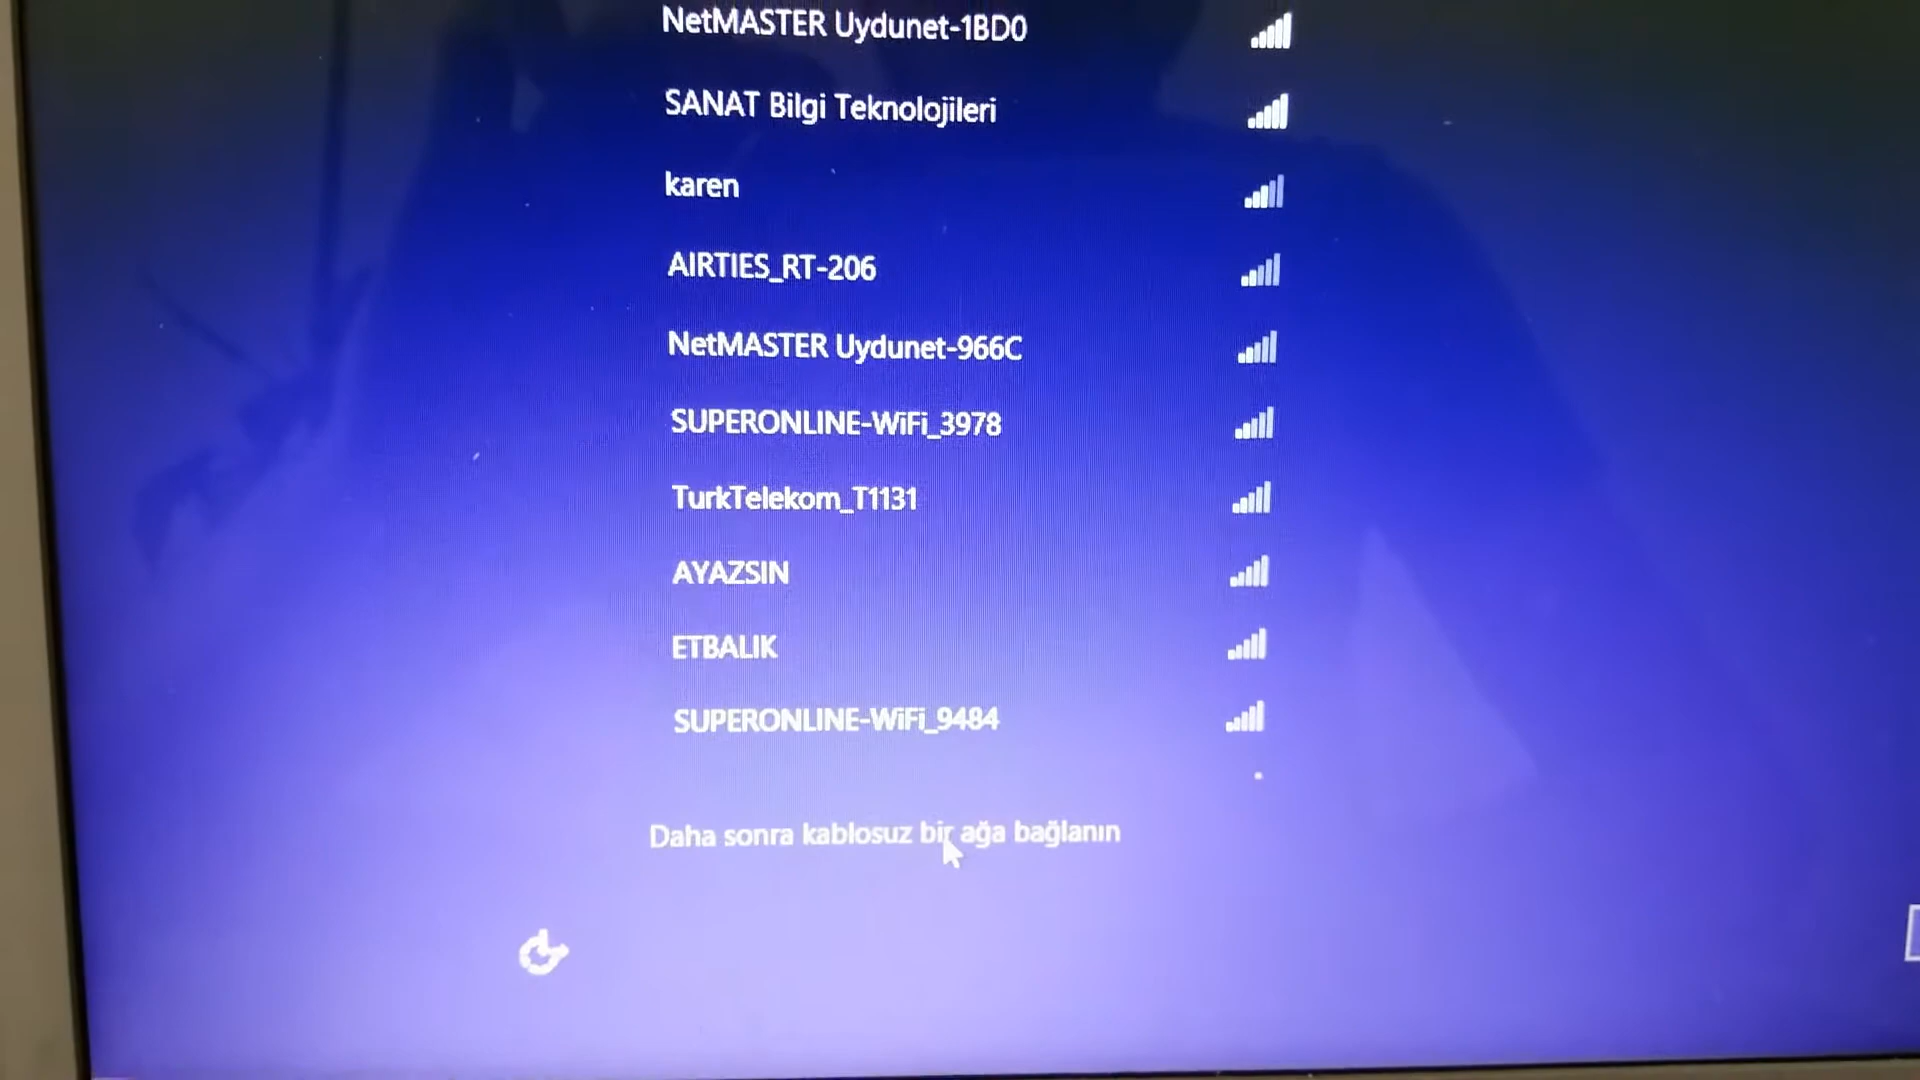 NetMASTER Uydunet-1BD0
SANAT Bilgi Teknolojileri
karen
AIRTIES_RT-206
NetMASTER Uydunet-966C
SUPERONLINE-WiFi_3978
TurkTelekom_T1131
AYAZSIN
ETBALIK
SUPERONLINE-WiFi_9484
Daha sonra kablosuz bir ağa bağlanın